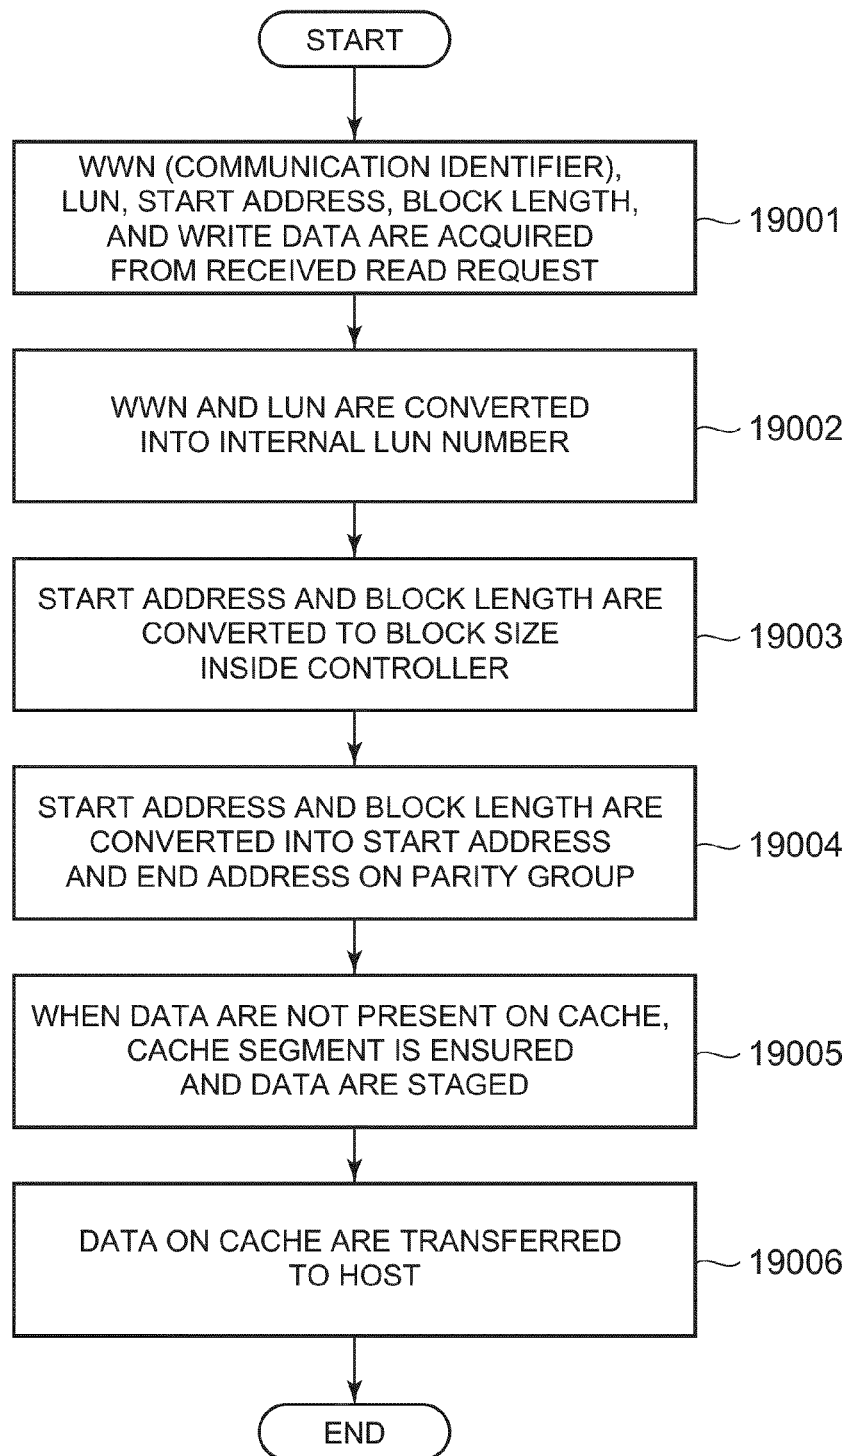 START
WWN (COMMUNICATION IDENTIFIER),
LUN, START ADDRESS, BLOCK LENGTH,
AND WRITE DATA ARE ACQUIRED
FROM RECEIVED READ REQUEST
19001
WWN AND LUN ARE CONVERTED
INTO INTERNAL LUN NUMBER
19002
START ADDRESS AND BLOCK LENGTH ARE
CONVERTED TO BLOCK SIZE
INSIDE CONTROLLER
19003
START ADDRESS AND BLOCK LENGTH ARE
CONVERTED INTO START ADDRESS
AND END ADDRESS ON PARITY GROUP
19004
WHEN DATA ARE NOT PRESENT ON CACHE,
CACHE SEGMENT IS ENSURED
AND DATA ARE STAGED
19005
DATA ON CACHE ARE TRANSFERRED
TO HOST
19006
END